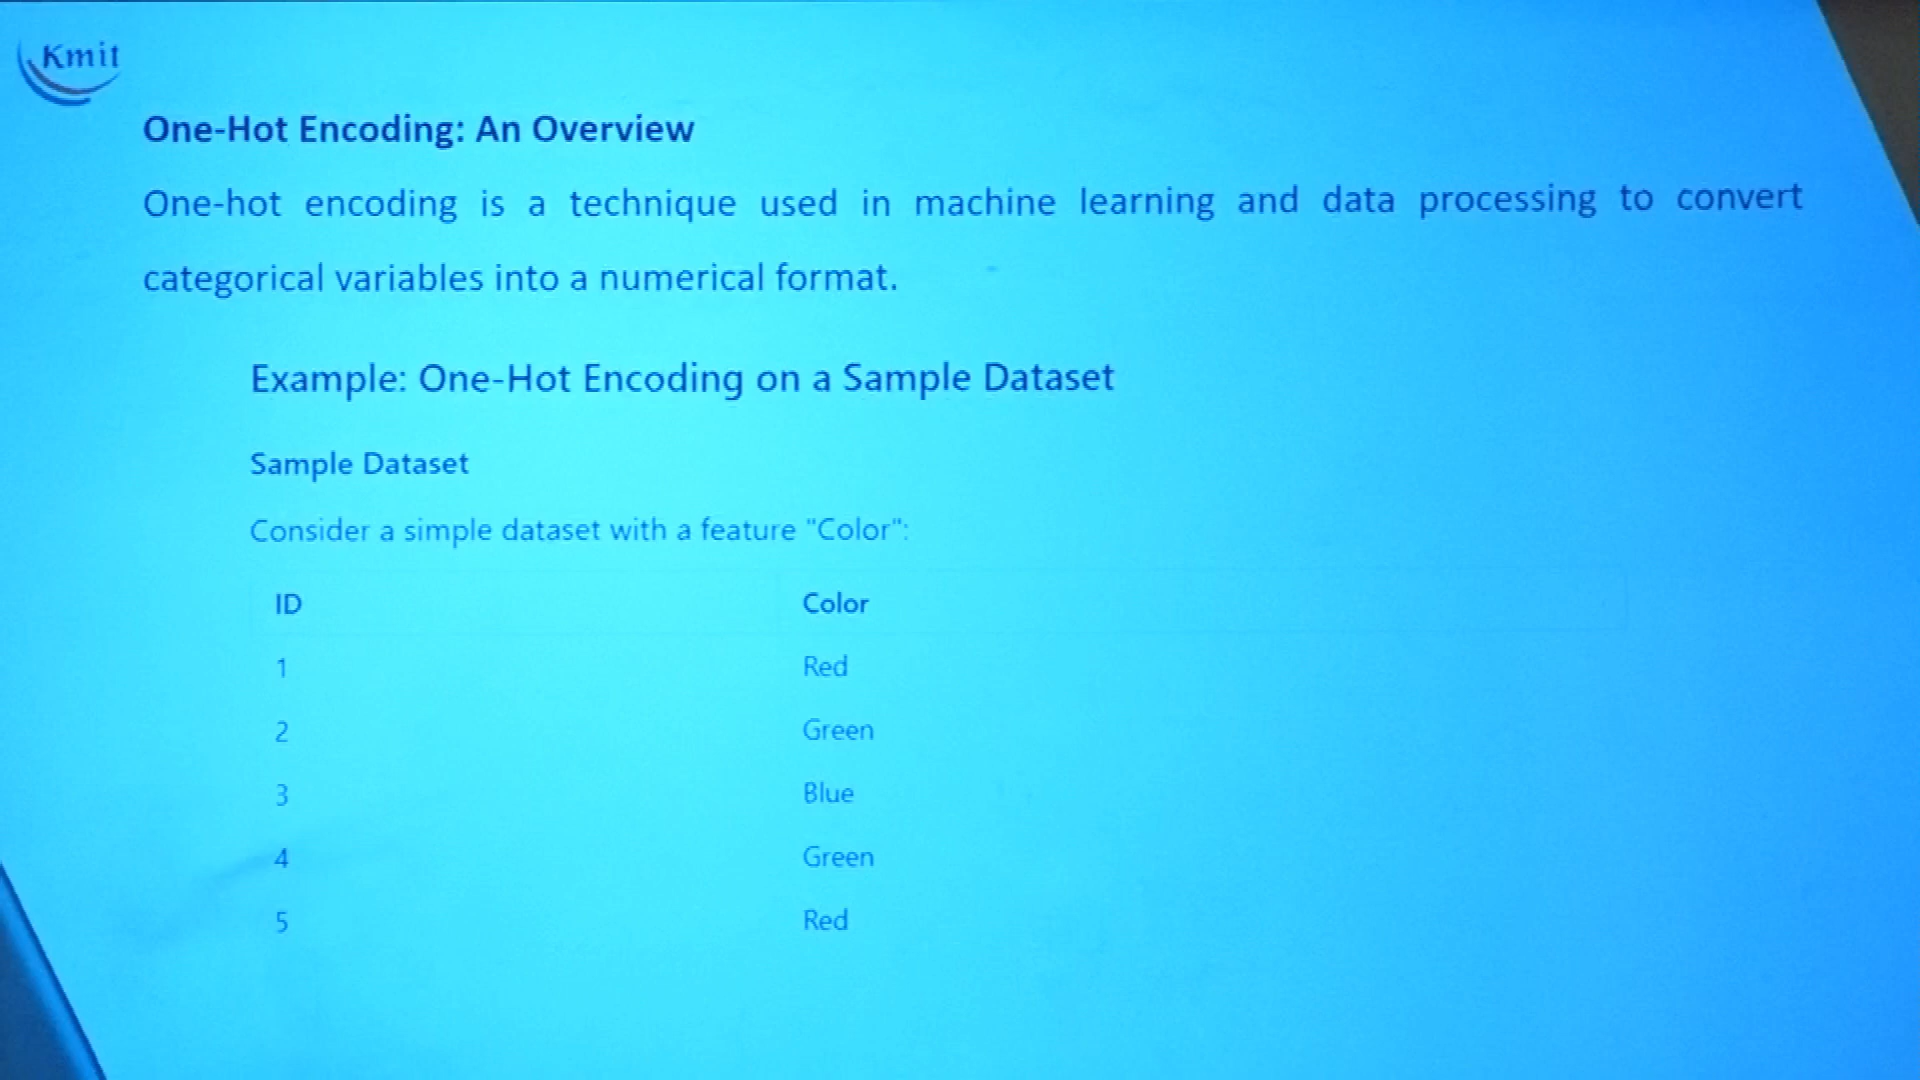 Kmit
One-Hot Encoding: An Overview
One-hot encoding is a technique used in machine learning and data processing to convert
categorical variables into a numerical format.
Example: One-Hot Encoding on a Sample Dataset
Sample Dataset
Consider a simple dataset with a feature "Color":
ID Color
1 Red
2 Green
3 Blue
4 Green
5 Red